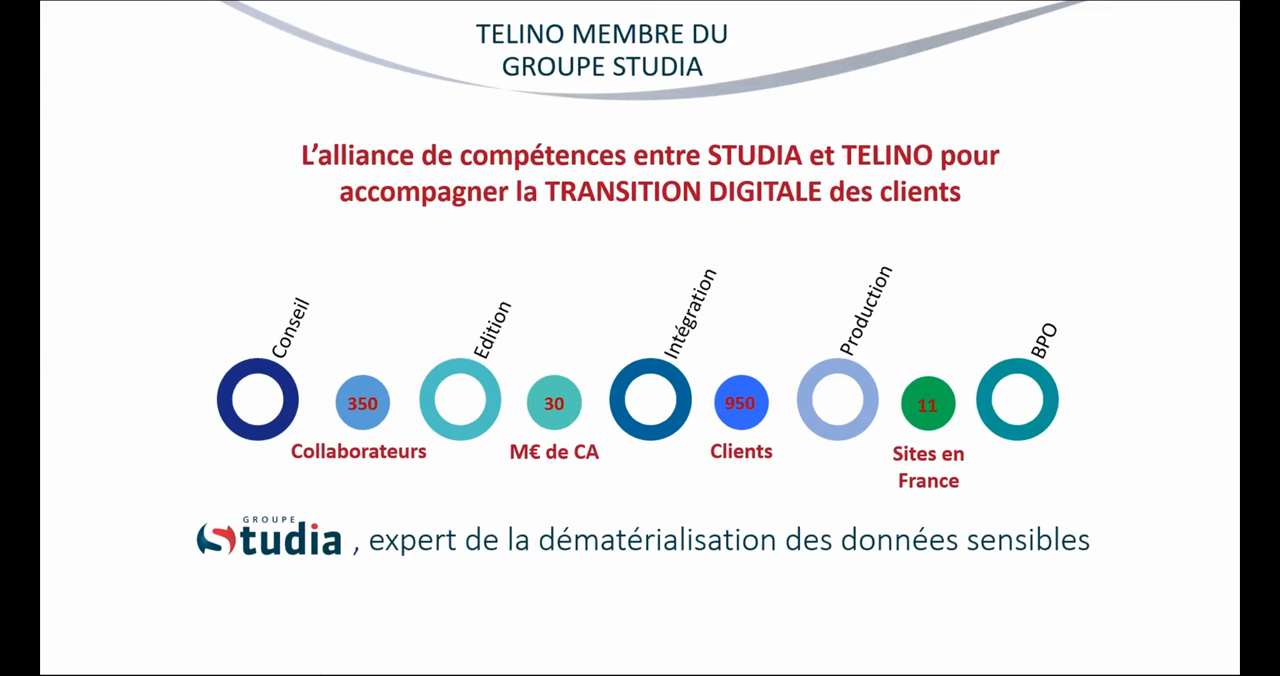 TELINO MEMBRE DU
GROUPE STUDIA
L’alliance de compétences entre STUDIA et TELINO pour
accompagner la TRANSITION DIGITALE des clients
Conseil
Edition
Intégration
Production
BPO
350
30
950
11
Collaborateurs
M€ de CA
Clients
Sites en
France
GROUPE
Studia , expert de la dématérialisation des données sensibles